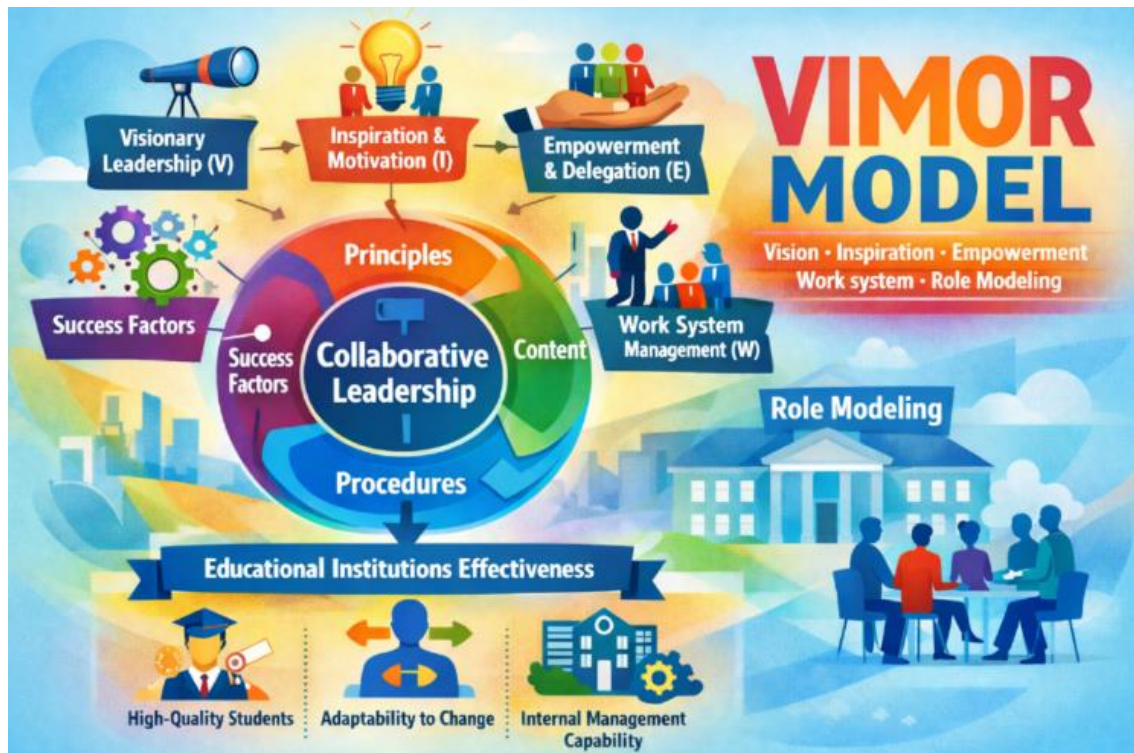 VIMOR
MODEL
Vision • Inspiration • Empowerment
Work system • Role Modeling
Visionary
Leadership (V)
Inspiration &
Motivation (I)
Empowerment
& Delegation (E)
Success Factors
Principles
Success
Factors
Collaborative
Leadership
Content
Procedures
Work System
Management (W)
Role Modeling
Educational Institutions Effectiveness
High-Quality Students
Adaptability to Change
Internal Management
Capability